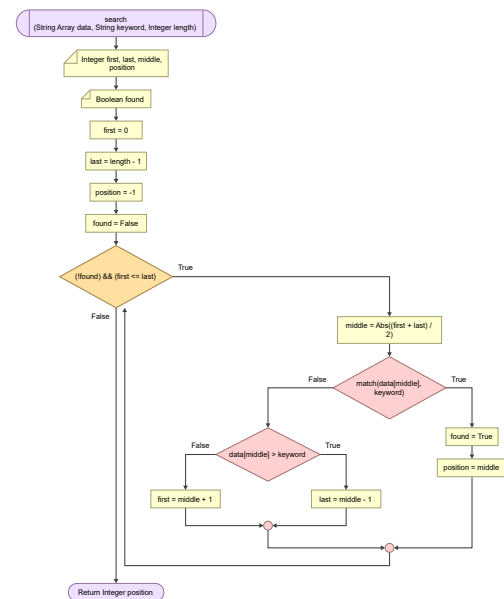 search
(String Array data, String keyword, Integer length)
Integer first, last, middle,
position
Boolean found
first = 0
last = length - 1
position = -1
found = False
(!found) && (first <= last)
True
False
middle = Abs((first + last) /
2)
match(data[middle],
keyword)
False
True
found = True
position = middle
data[middle] > keyword
False
True
first = middle + 1
last = middle - 1
Return Integer position